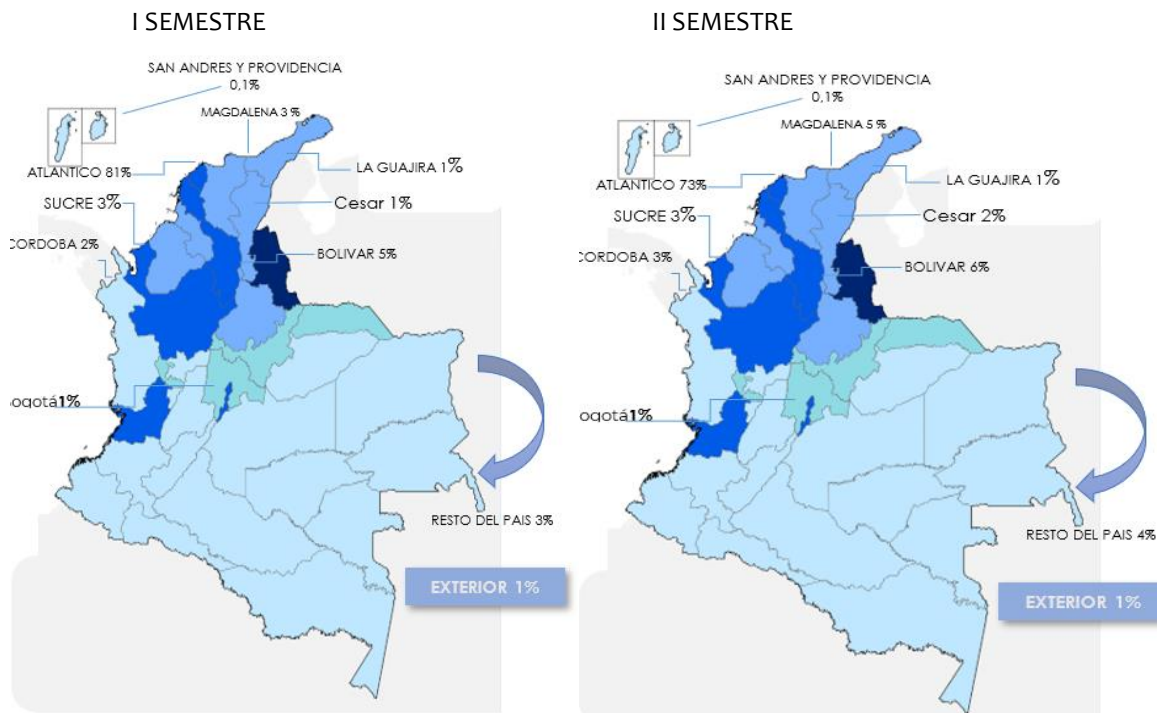 I SEMESTRE
SAN ANDRES Y PROVIDENCIA
0,1%
MAGDALENA 3 %
ATLANTICO 81%
LA GUAJIRA 1%
SUCRE 3%
Cesar 1%
CORDOBA 2%
BOLIVAR 5%
ogotá1%
RESTO DEL PAIS 3%
EXTERIOR 1%
II SEMESTRE
SAN ANDRES Y PROVIDENCIA
0,1%
MAGDALENA 5 %
ATLANTICO 73%
LA GUAJIRA 1%
SUCRE 3%
Cesar 2%
CORDOBA 3%
BOLIVAR 6%
ogotá1%
RESTO DEL PAIS 4%
EXTERIOR 1%